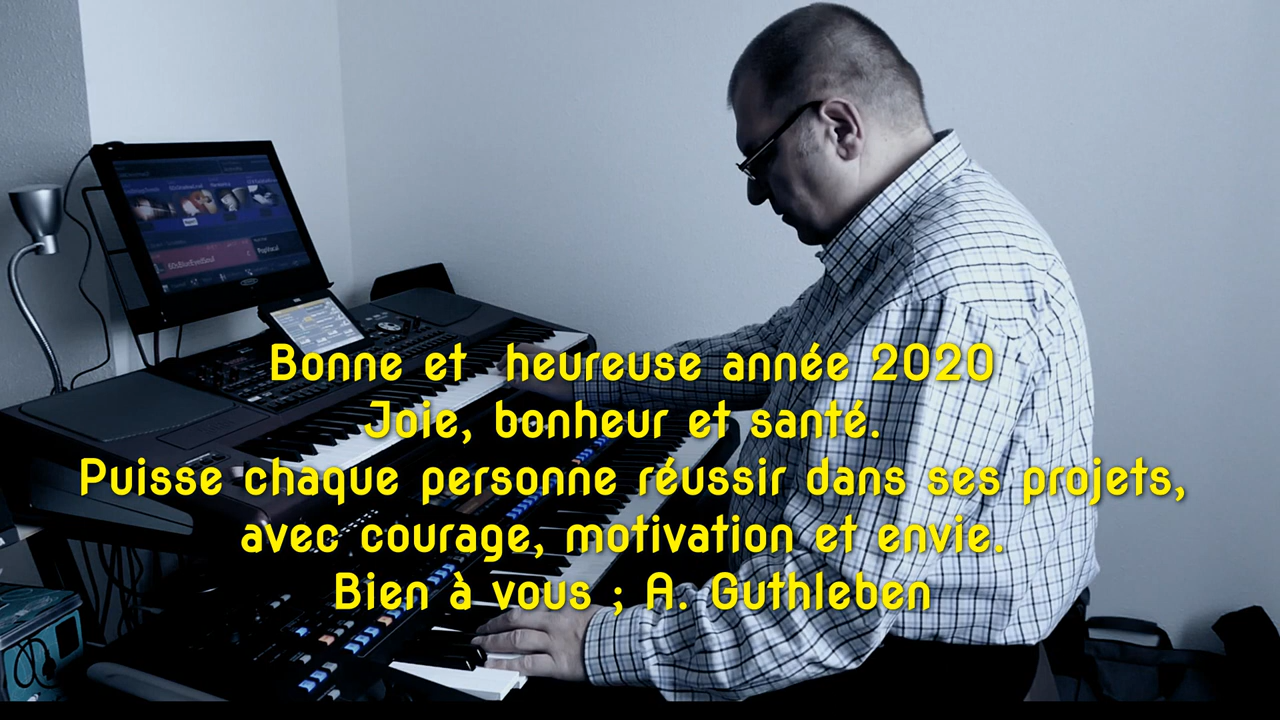 Bonne et heureuse année 2020
Joie, bonheur et santé.
Puisse chaque personne réussir dans ses projets,
avec courage, motivation et envie.
Bien à vous ; A. Guthleben